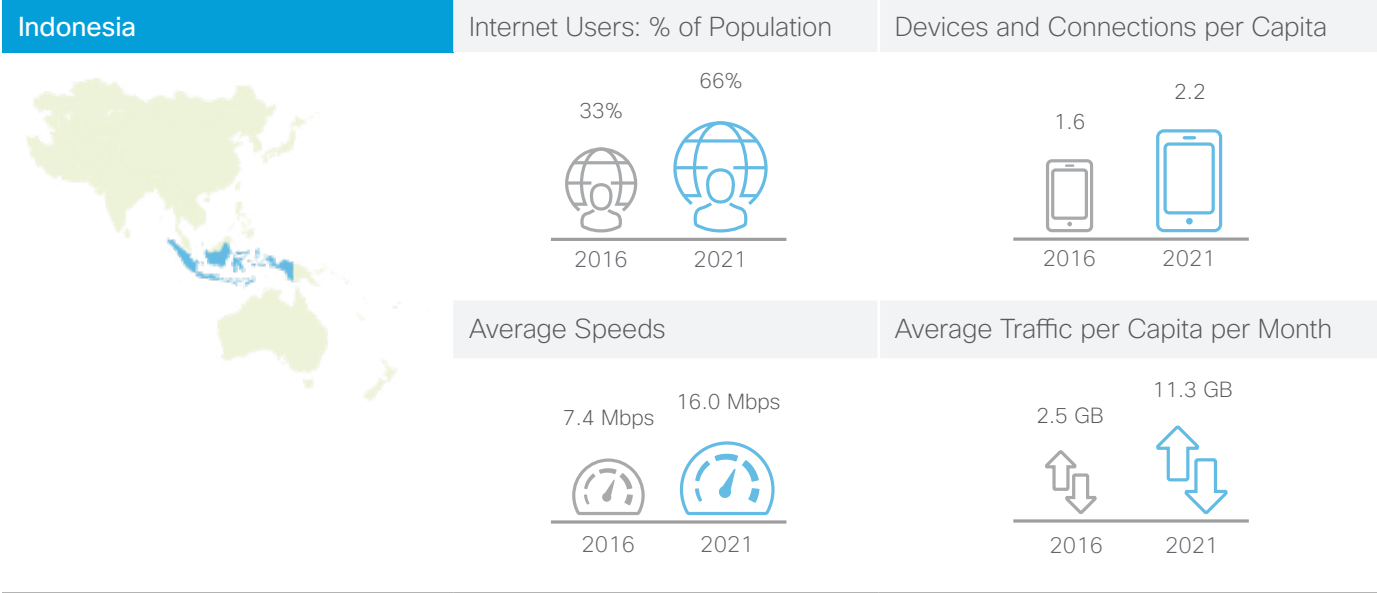 Indonesia
Internet Users: % of Population
Devices and Connections per Capita
33%
66%
2016
2021
1.6
2.2
2016
2021
Average Speeds
Average Traffic per Capita per Month
7.4 Mbps
16.0 Mbps
2016
2021
2.5 GB
11.3 GB
2016
2021